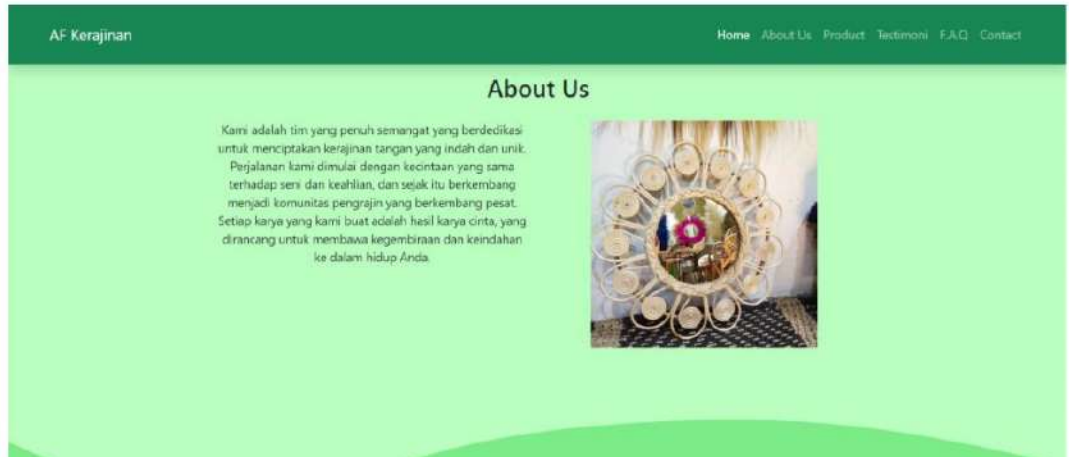 AF Kerajinan
Home About Us Product Testimoni F.A.Q Contact
About Us
Kami adalah tim yang penuh semangat yang berdedikasi
untuk menciptakan kerajinan tangan yang indah dan unik.
Perjalanan kami dimulai dengan kecintaan yang sama
terhadap seni dan keahlian, dan sejak itu berkembang
menjadi komunitas pengrajin yang berkembang pesat.
Setiap karya yang kami buat adalah hasil karya cinta, yang
dirancang untuk membawa kegembiraan dan keindahan
ke dalam hidup Anda.